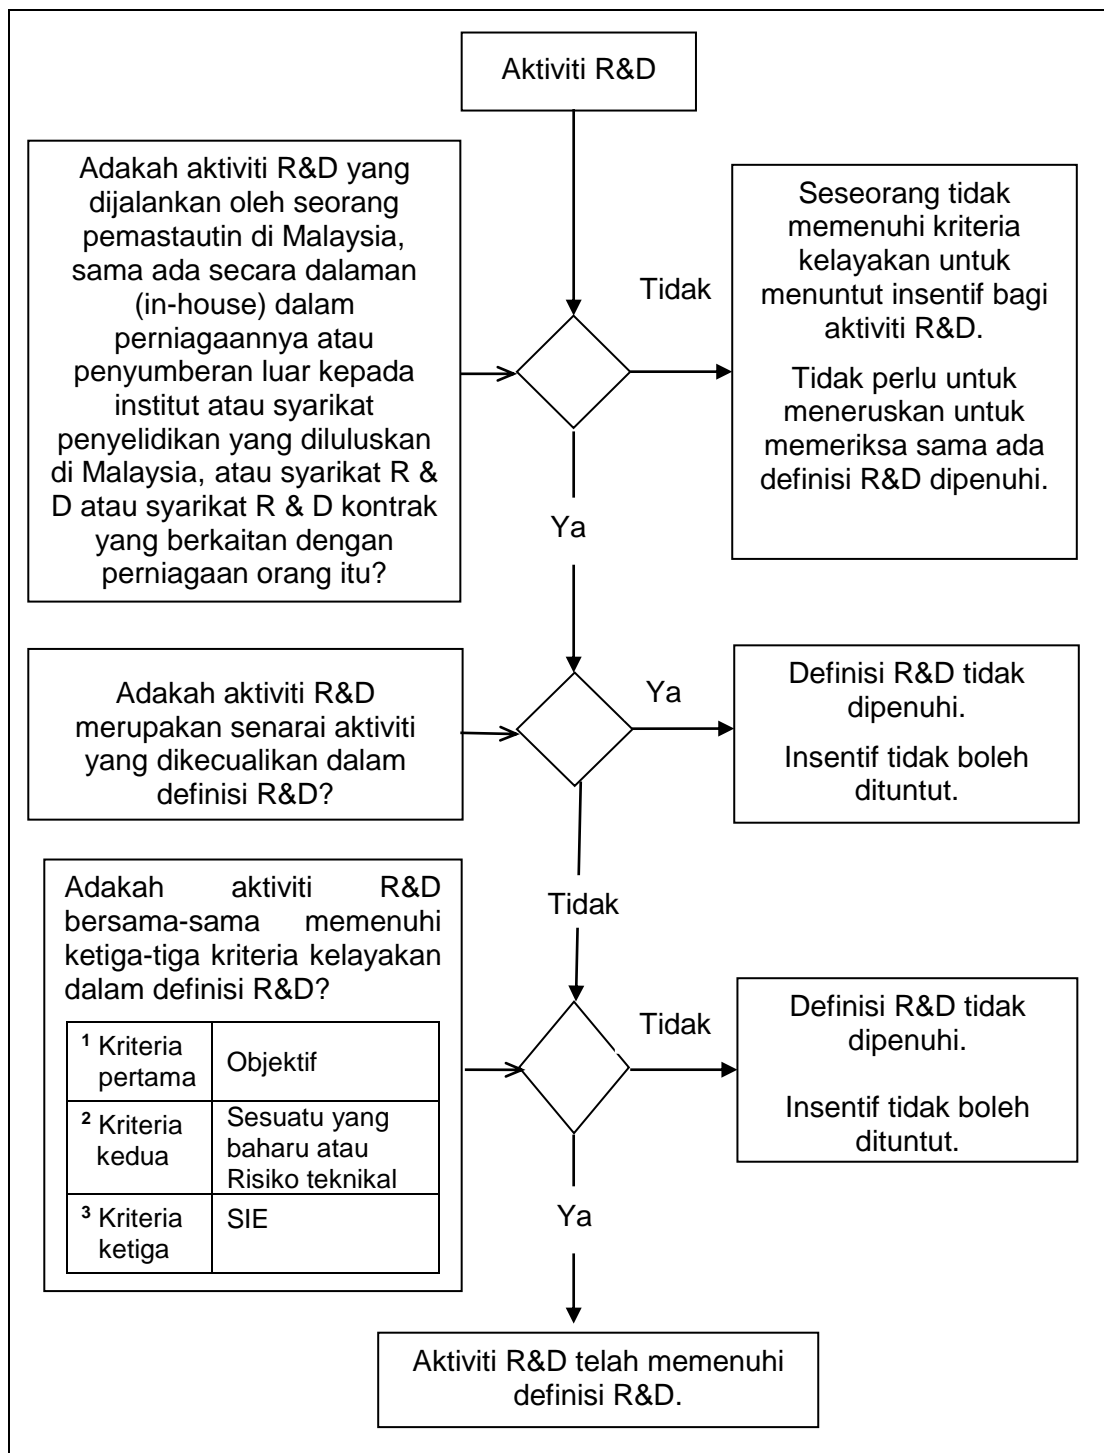 Aktiviti R&D
Adakah aktiviti R&D yang
dijalankan oleh seorang
pemastautin di Malaysia,
sama ada secara dalaman
(in-house) dalam
perniagaannya atau
penyumberan luar kepada
institut atau syarikat
penyelidikan yang diluluskan
di Malaysia, atau syarikat R &
D atau syarikat R & D kontrak
yang berkaitan dengan
perniagaan orang itu?
Tidak
Seseorang tidak
memenuhi kriteria
kelayakan untuk
menuntut insentif bagi
aktiviti R&D.
Tidak perlu untuk
meneruskan untuk
memeriksa sama ada
definisi R&D dipenuhi.
Ya
Adakah aktiviti R&D
merupakan senarai aktiviti
yang dikecualikan dalam
definisi R&D?
Ya
Definisi R&D tidak
dipenuhi.
Insentif tidak boleh
dituntut.
Tidak
Adakah aktiviti R&D
bersama-sama memenuhi
ketiga-tiga kriteria kelayakan
dalam definisi R&D?
1 Kriteria
pertama
Objektif
2 Kriteria
kedua
Sesuatu yang
baharu atau
Risiko teknikal
3 Kriteria
ketiga
SIE
Tidak
Definisi R&D tidak
dipenuhi.
Insentif tidak boleh
dituntut.
Ya
Aktiviti R&D telah memenuhi
definisi R&D.